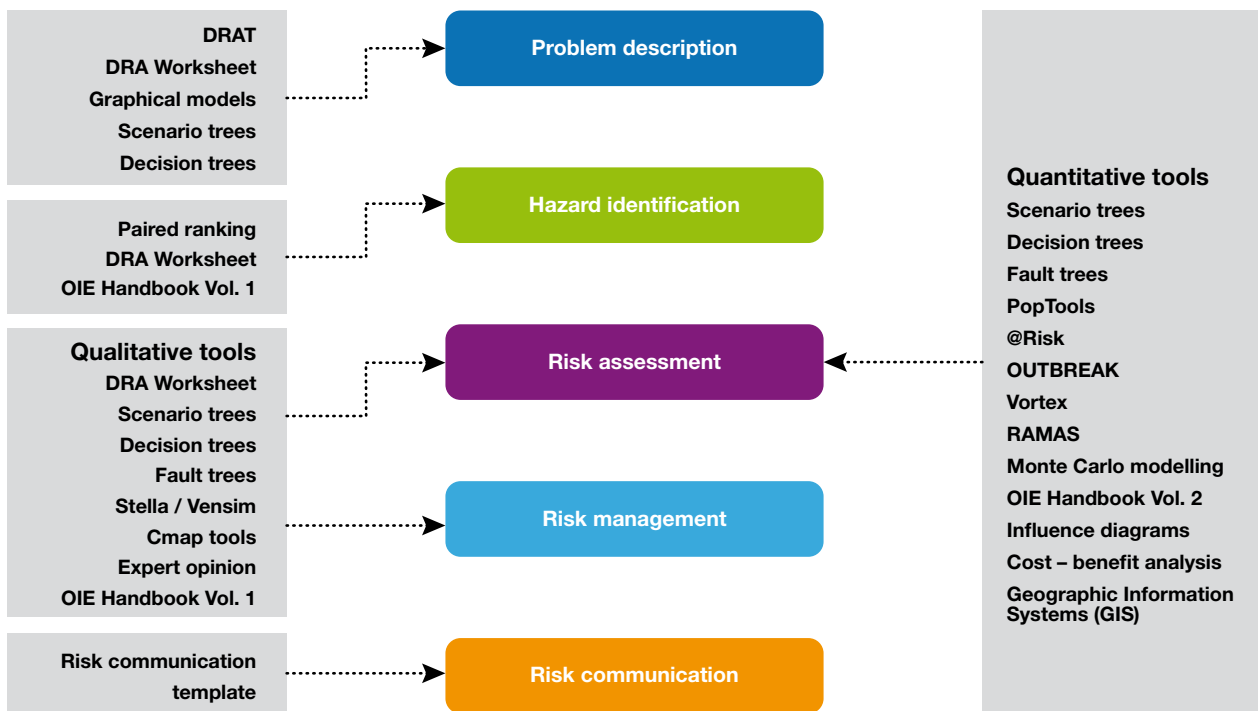 DRAT
DRA Worksheet
Graphical models
Scenario trees
Decision trees
Paired ranking
DRA Worksheet
OIE Handbook Vol. 1
Qualitative tools
DRA Worksheet
Scenario trees
Decision trees
Fault trees
Stella / Vensim
Cmap tools
Expert opinion
OIE Handbook Vol. 1
Risk communication
template
Problem description
Hazard identification
Risk assessment
Risk management
Risk communication
Quantitative tools
Scenario trees
Decision trees
Fault trees
PopTools
@Risk
OUTBREAK
Vortex
RAMAS
Monte Carlo modelling
OIE Handbook Vol. 2
Influence diagrams
Cost – benefit analysis
Geographic Information
Systems (GIS)